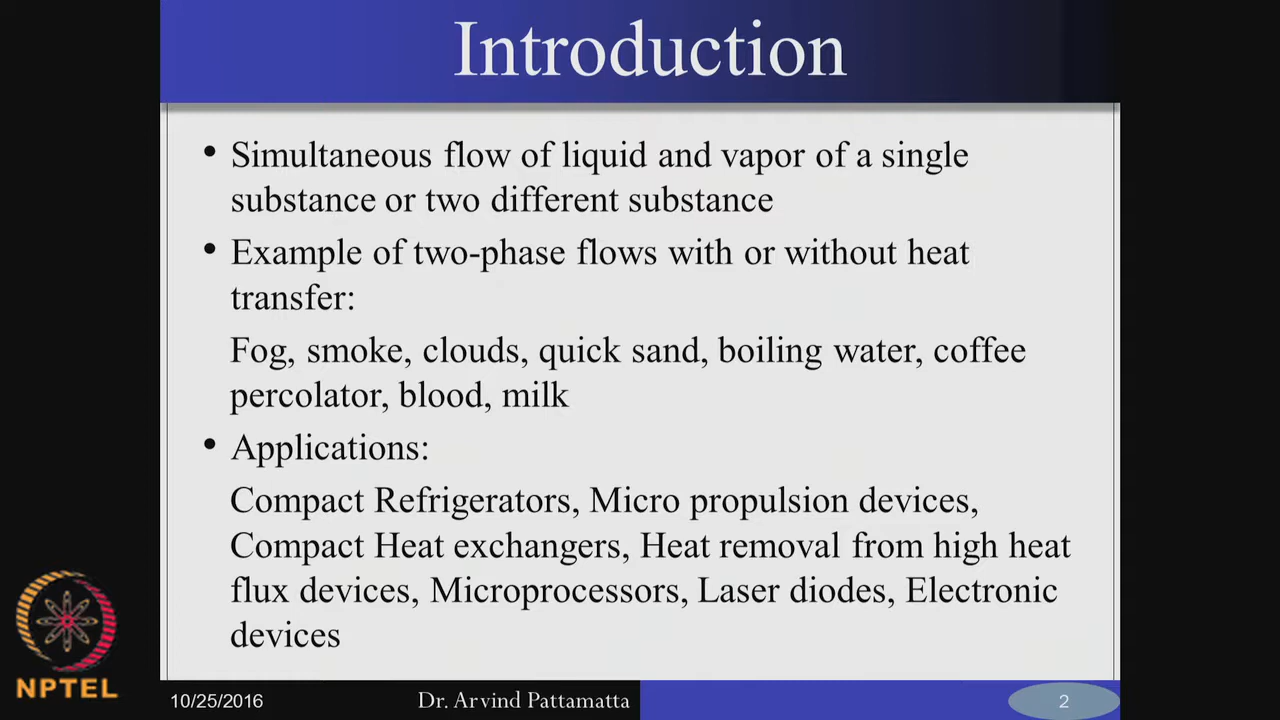 Introduction
• Simultaneous flow of liquid and vapor of a single
substance or two different substance
• Example of two-phase flows with or without heat
transfer:
Fog, smoke, clouds, quick sand, boiling water, coffee
percolator, blood, milk
• Applications:
Compact Refrigerators, Micro propulsion devices,
Compact Heat exchangers, Heat removal from high heat
flux devices, Microprocessors, Laser diodes, Electronic
devices
NPTEL
10/25/2016 Dr. Arvind Pattamatta 2